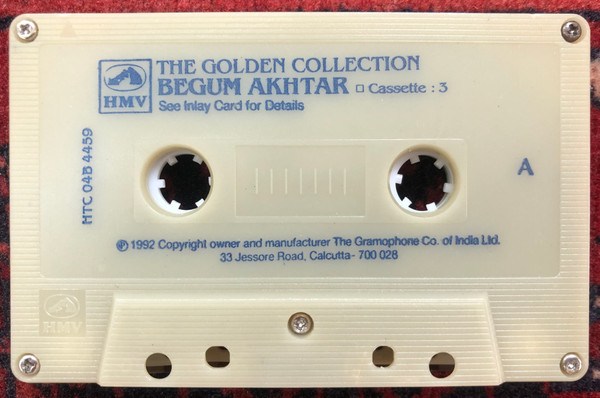 THE GOLDEN COLLECTION
HMV
BEGUM AKHTAR □ Cassette : 3
See Inlay Card for Details
HTC 04B 4459
A
℗ 1992 Copyright owner and manufacturer The Gramophone Co. of India Ltd.
33 Jessore Road, Calcutta- 700 028
HMV